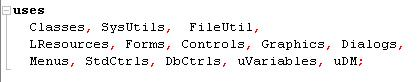 uses
Classes, SysUtils, FileUtil,
LResources, Forms, Controls, Graphics, Dialogs,
Menus, StdCtrls, DbCtrls, uVariables, uDM;